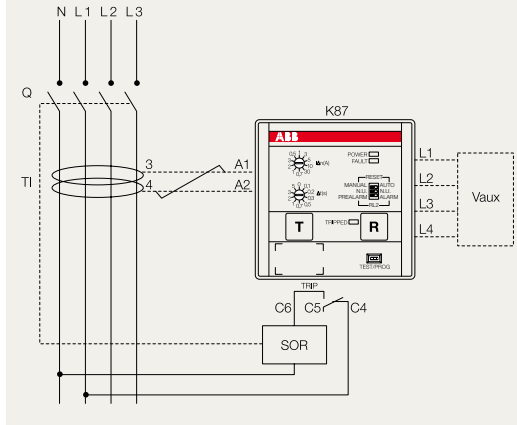 N L1 L2 L3
Q
K87
ABB
POWER
FAULT
3
A1
4
A2
TI
L1
L2
L3
L4
Vaux
RESET
MANUAL AUTO
N.U. N.U.
PREALARM ALARM
RL2
T
TRIPPED
R
TEST/PROG
TRIP
C6 C5 C4
SOR